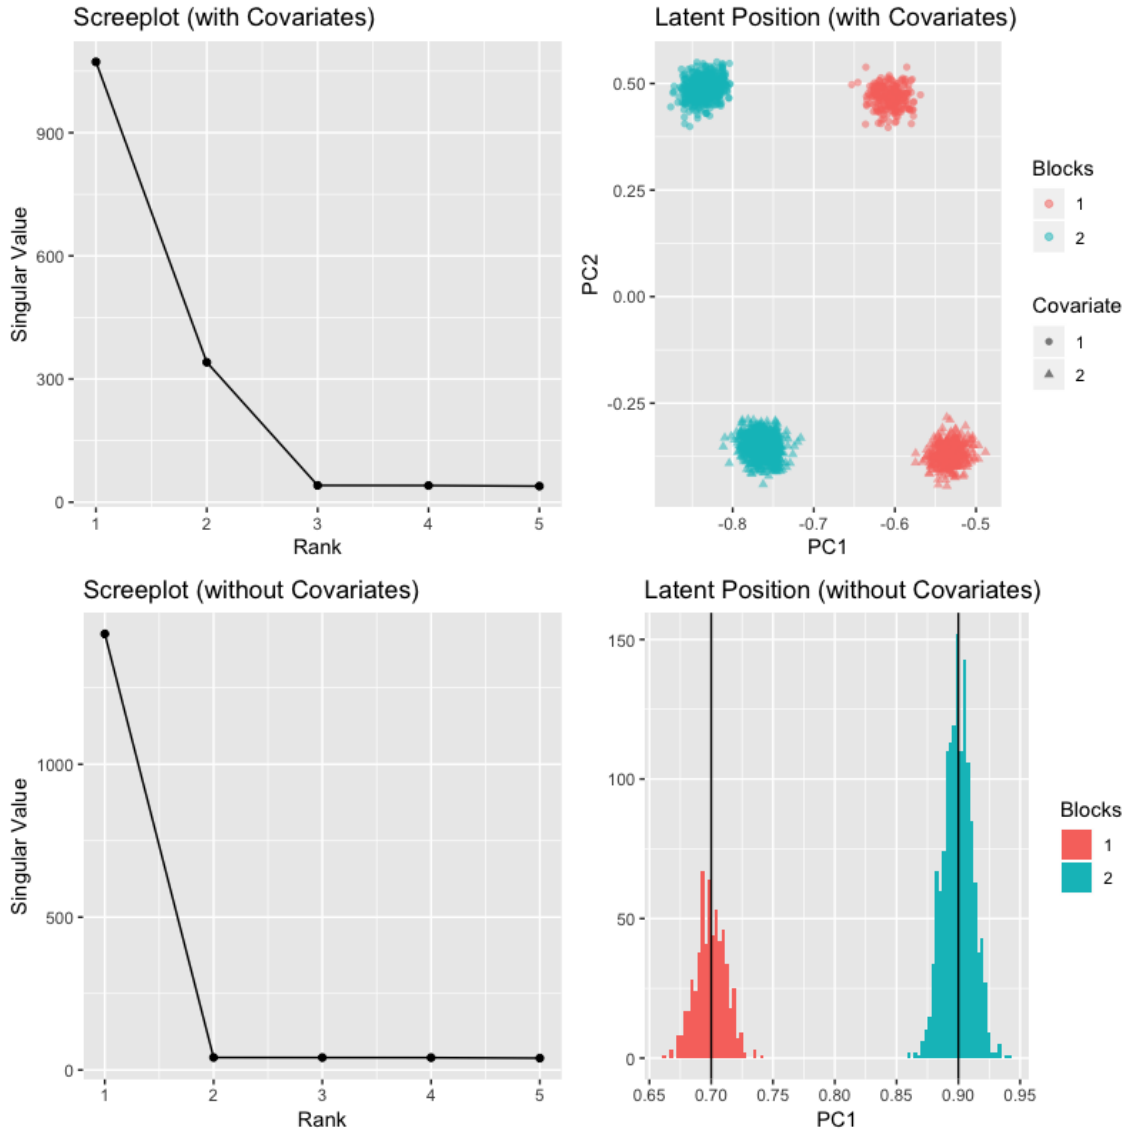 Screeplot (with Covariates)
Singular Value
900
600
300
0
1 2 3 4 5
Rank
Latent Position (with Covariates)
PC2
0.50
0.25
0.00
-0.25
-0.8 -0.7 -0.6 -0.5
PC1
Blocks
1
2
Covariate
1
2
Screeplot (without Covariates)
Singular Value
1000
500
0
1 2 3 4 5
Rank
Latent Position (without Covariates)
150
100
50
0
0.65 0.70 0.75 0.80 0.85 0.90 0.95
PC1
Blocks
1
2